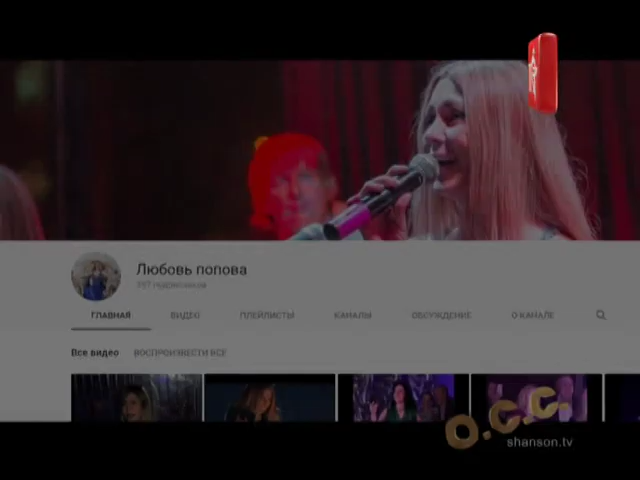 Любовь попова
ГЛАВНАЯ ВИДЕО ПЛЕЙЛИСТЫ КАНАЛЫ ОБСУЖДЕНИЕ О КАНАЛЕ
Все видео ВОСПРОИЗВЕСТИ ВСЕ
О.С.С.
shanson.tv